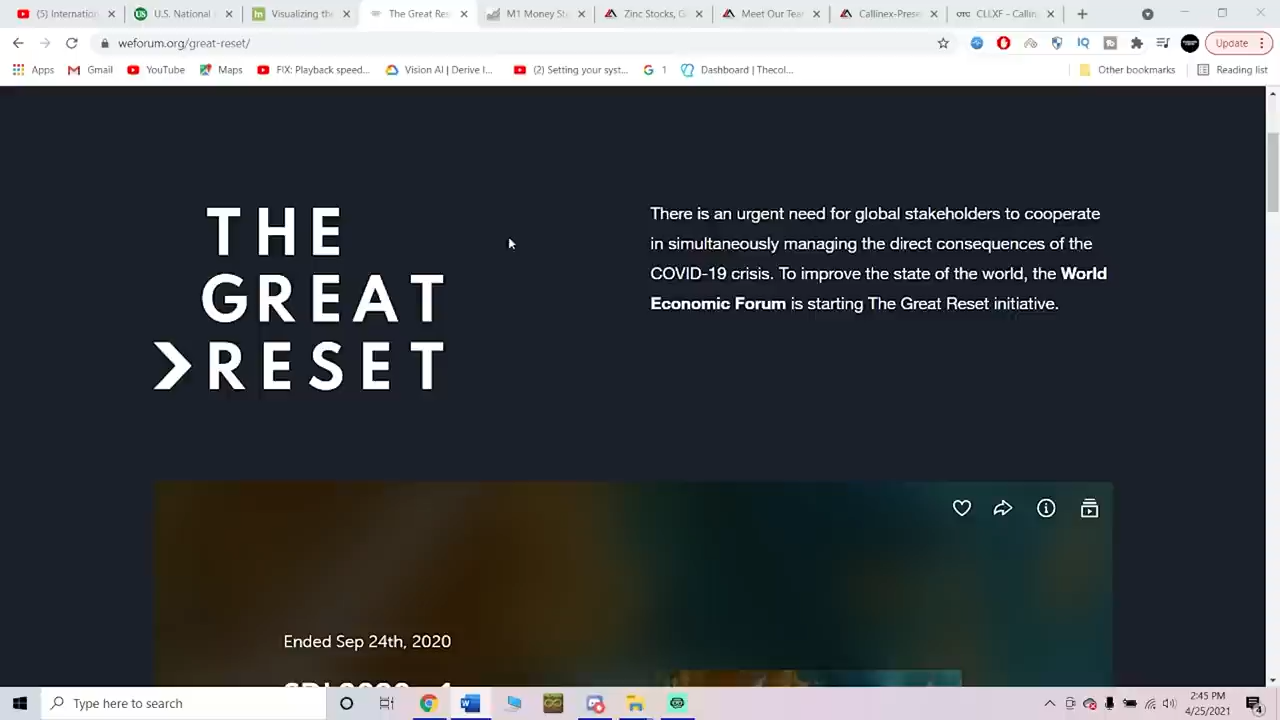 (5) Internation
U.S. National
Visualizing the
The Great Res
M1 Money St
Zinc Stocks, G
Meet Our Tea
Callinex-Prese
CLLXF - Callin
weforum.org/great-reset/
Update
Apps
Gmail
YouTube
Maps
FIX: Playback speed...
Vision AI | Derive I...
(2) Setting your syst...
1
Dashboard | Thecol...
Other bookmarks
Reading list
THE
GREAT
RESET
There is an urgent need for global stakeholders to cooperate
in simultaneously managing the direct consequences of the
COVID-19 crisis. To improve the state of the world, the World
Economic Forum is starting The Great Reset initiative.
Ended Sep 24th, 2020
Type here to search
2:45 PM
4/25/2021
4